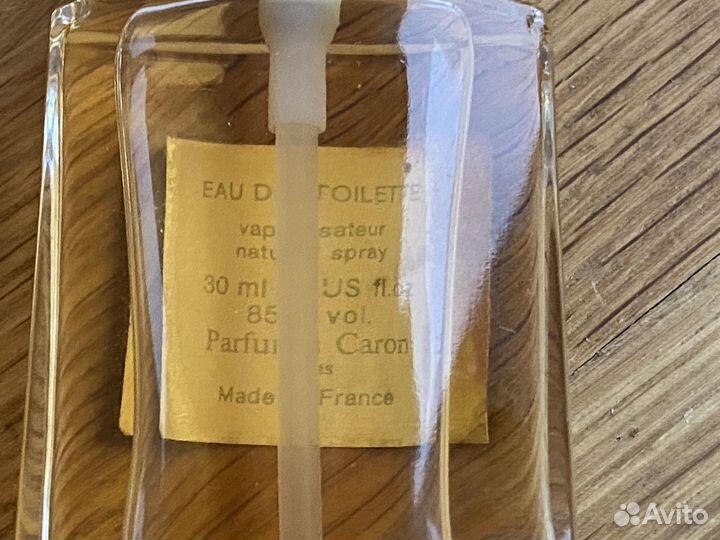 EAU D TOILETTE
vap sateur
natu spray
30 ml US fl.oz
85 vol.
Parfu Caron
Made France
Avito